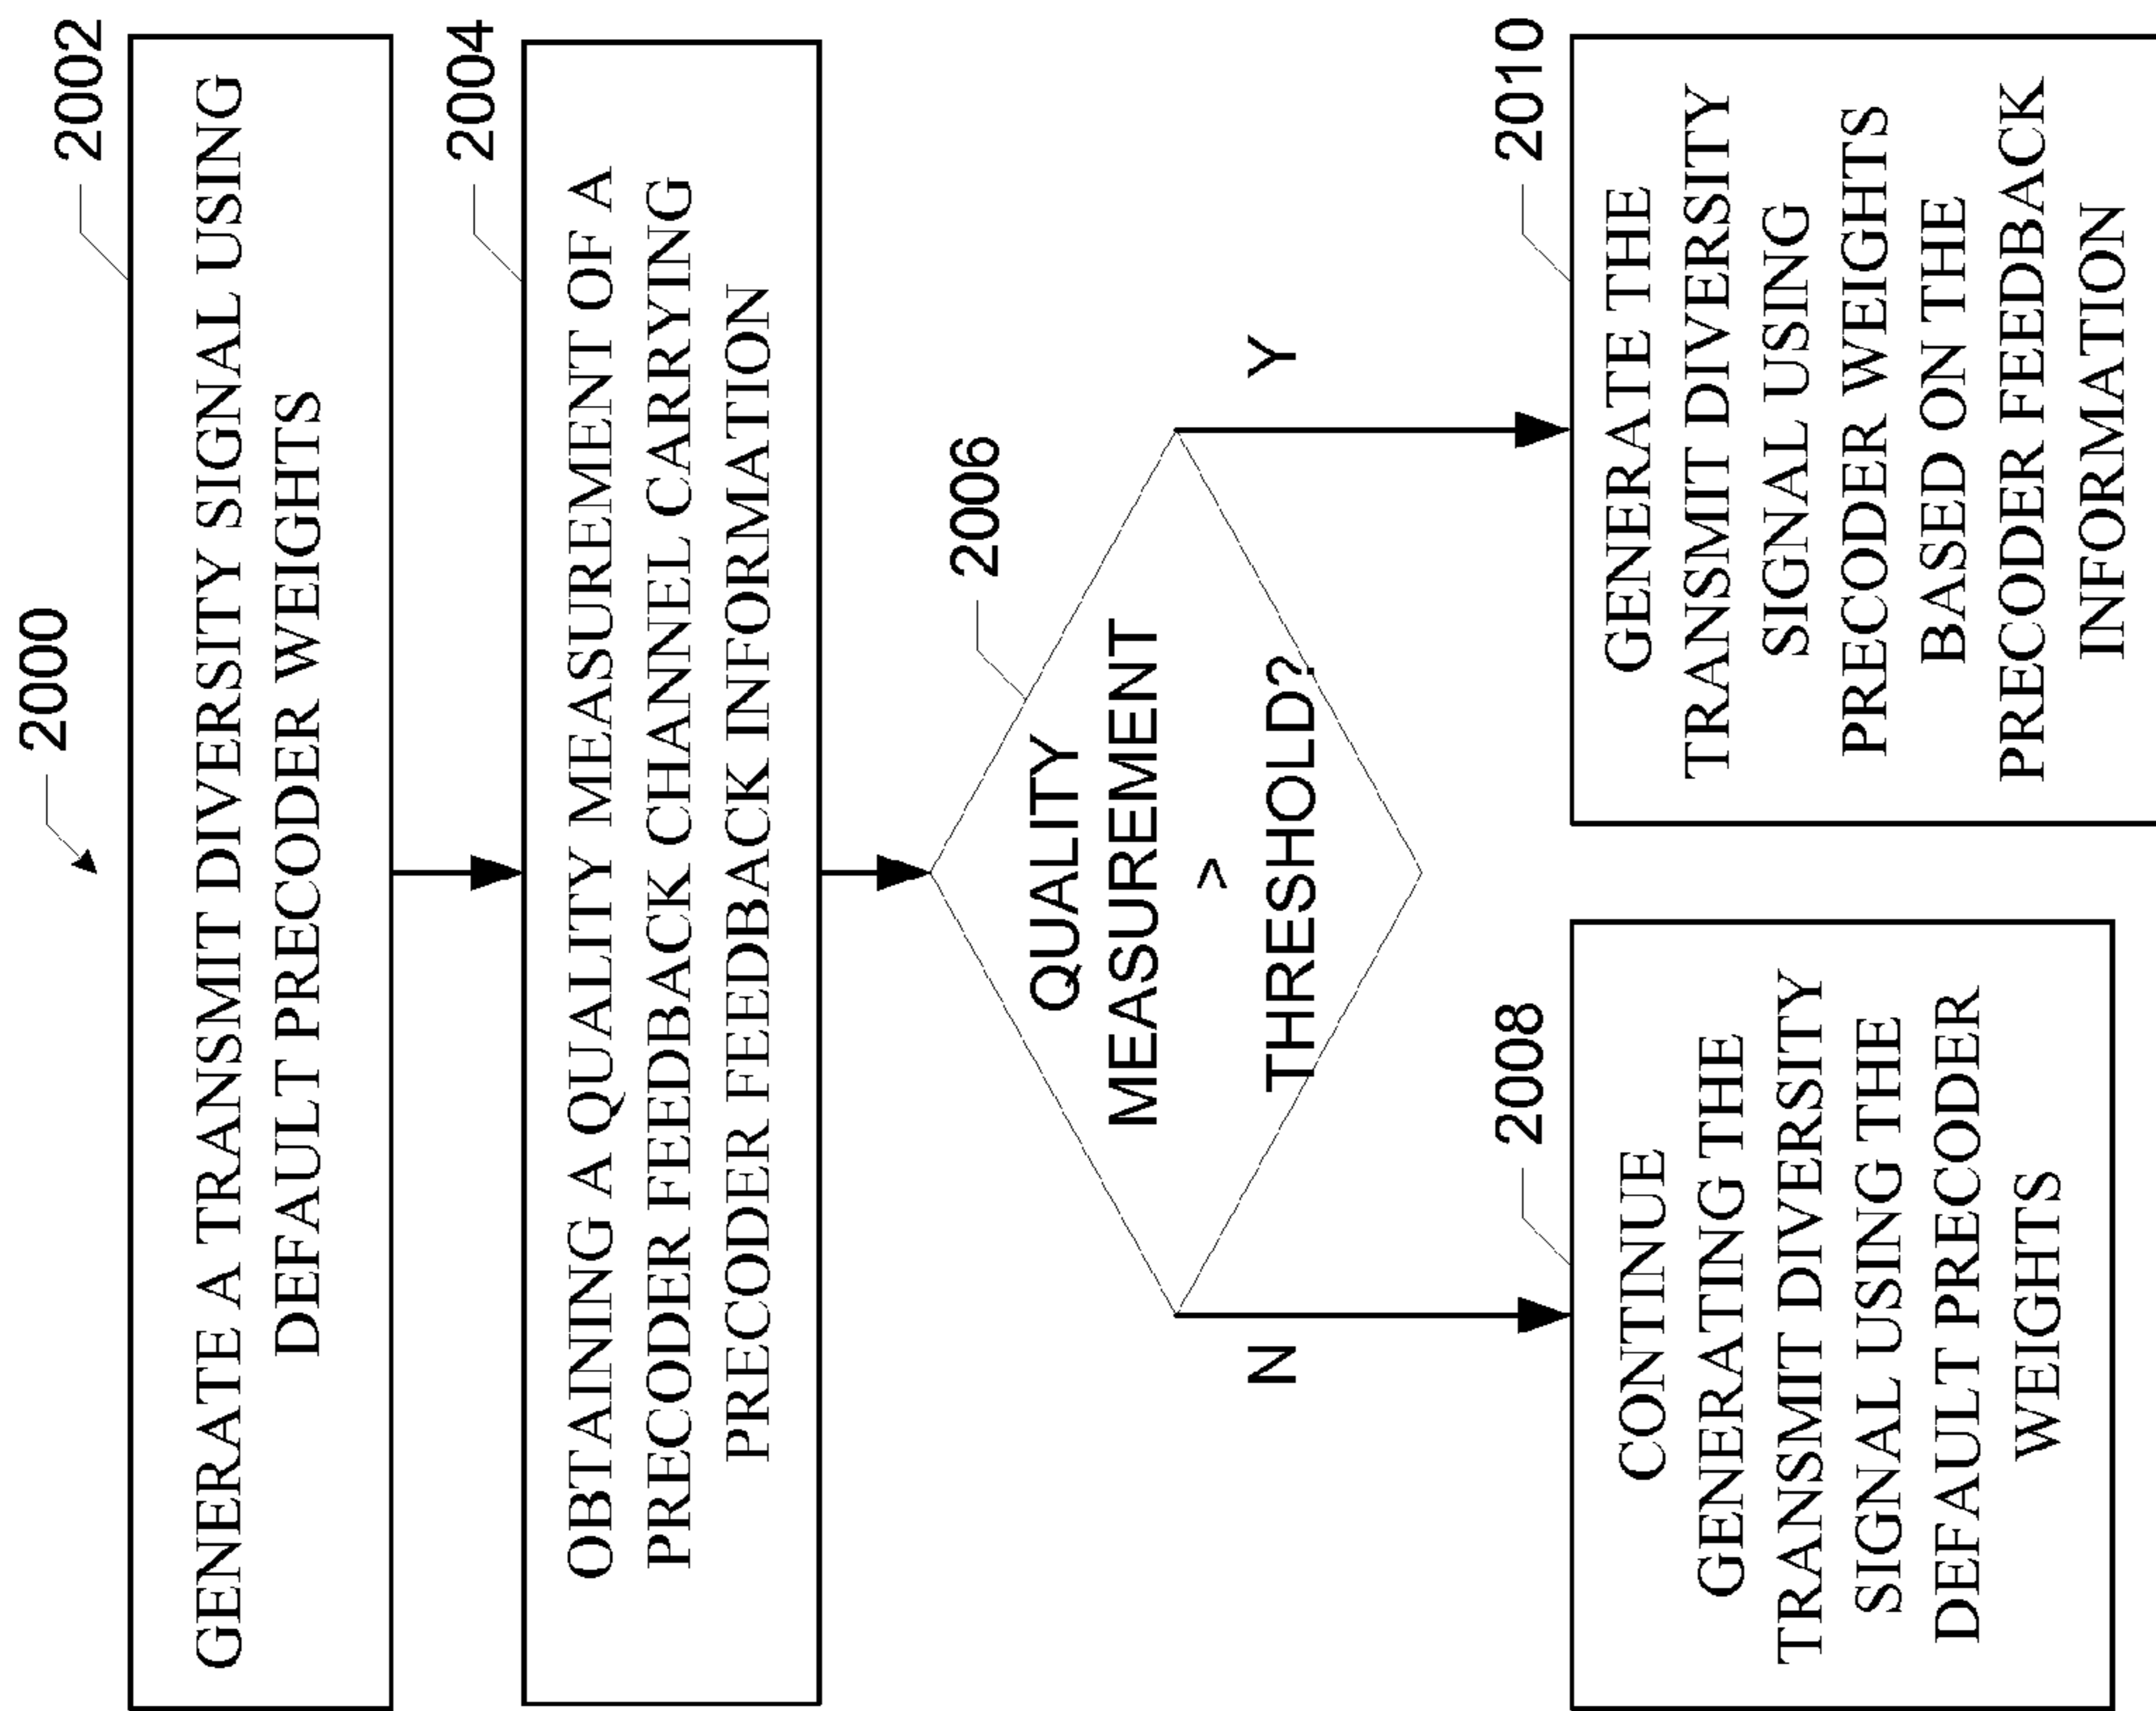 2000
2002
GENERATE A TRANSMIT DIVERSITY SIGNAL USING
DEFAULT PRECODER WEIGHTS
2004
OBTAINING A QUALITY MEASUREMENT OF A
PRECODER FEEDBACK CHANNEL CARRYING
PRECODER FEEDBACK INFORMATION
2006
QUALITY
MEASUREMENT
>
THRESHOLD?
N
Y
2008
CONTINUE
GENERATING THE
TRANSMIT DIVERSITY
SIGNAL USING THE
DEFAULT PRECODER
WEIGHTS
2010
GENERATE THE
TRANSMIT DIVERSITY
SIGNAL USING
PRECODER WEIGHTS
BASED ON THE
PRECODER FEEDBACK
INFORMATION